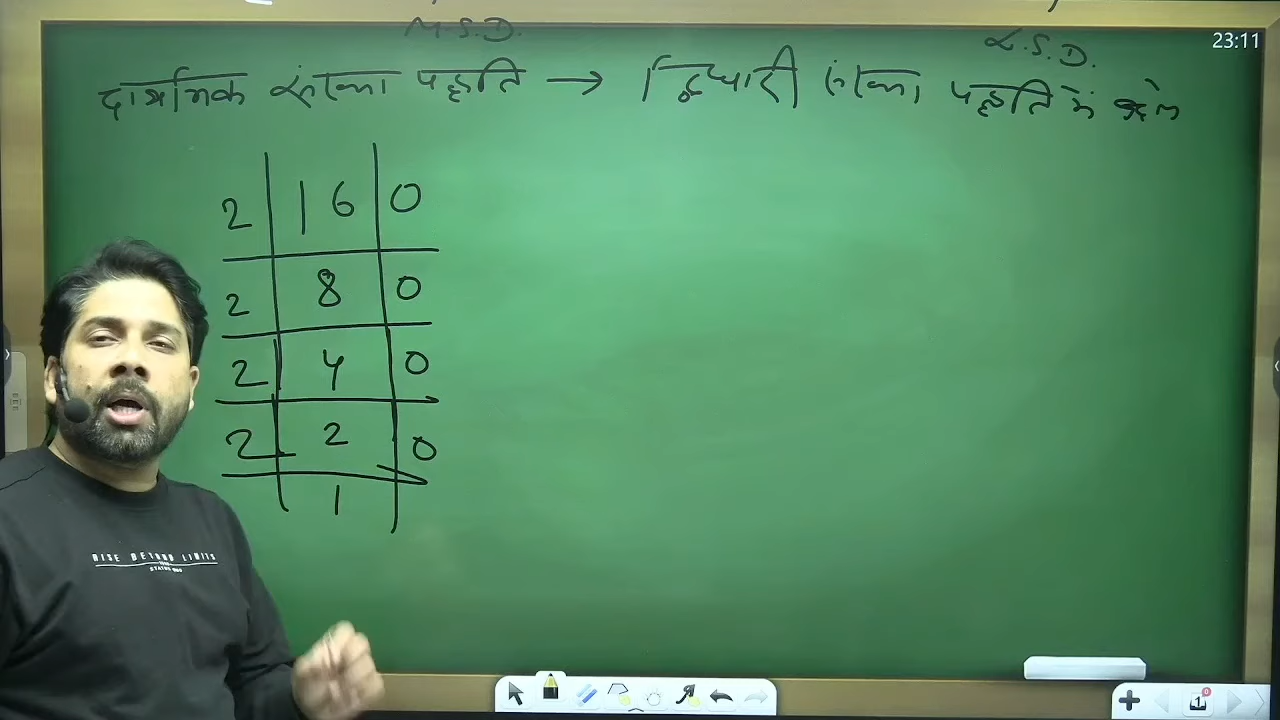 M.S.D.
L.S.D.
23:11
दाशमिक संख्या पद्धति → द्विधारी संख्या पद्धति में बदलें
2 | 16 | 0
2 | 8 | 0
2 | 4 | 0
2 | 2 | 0
1
RISE BEYOND LIMITS